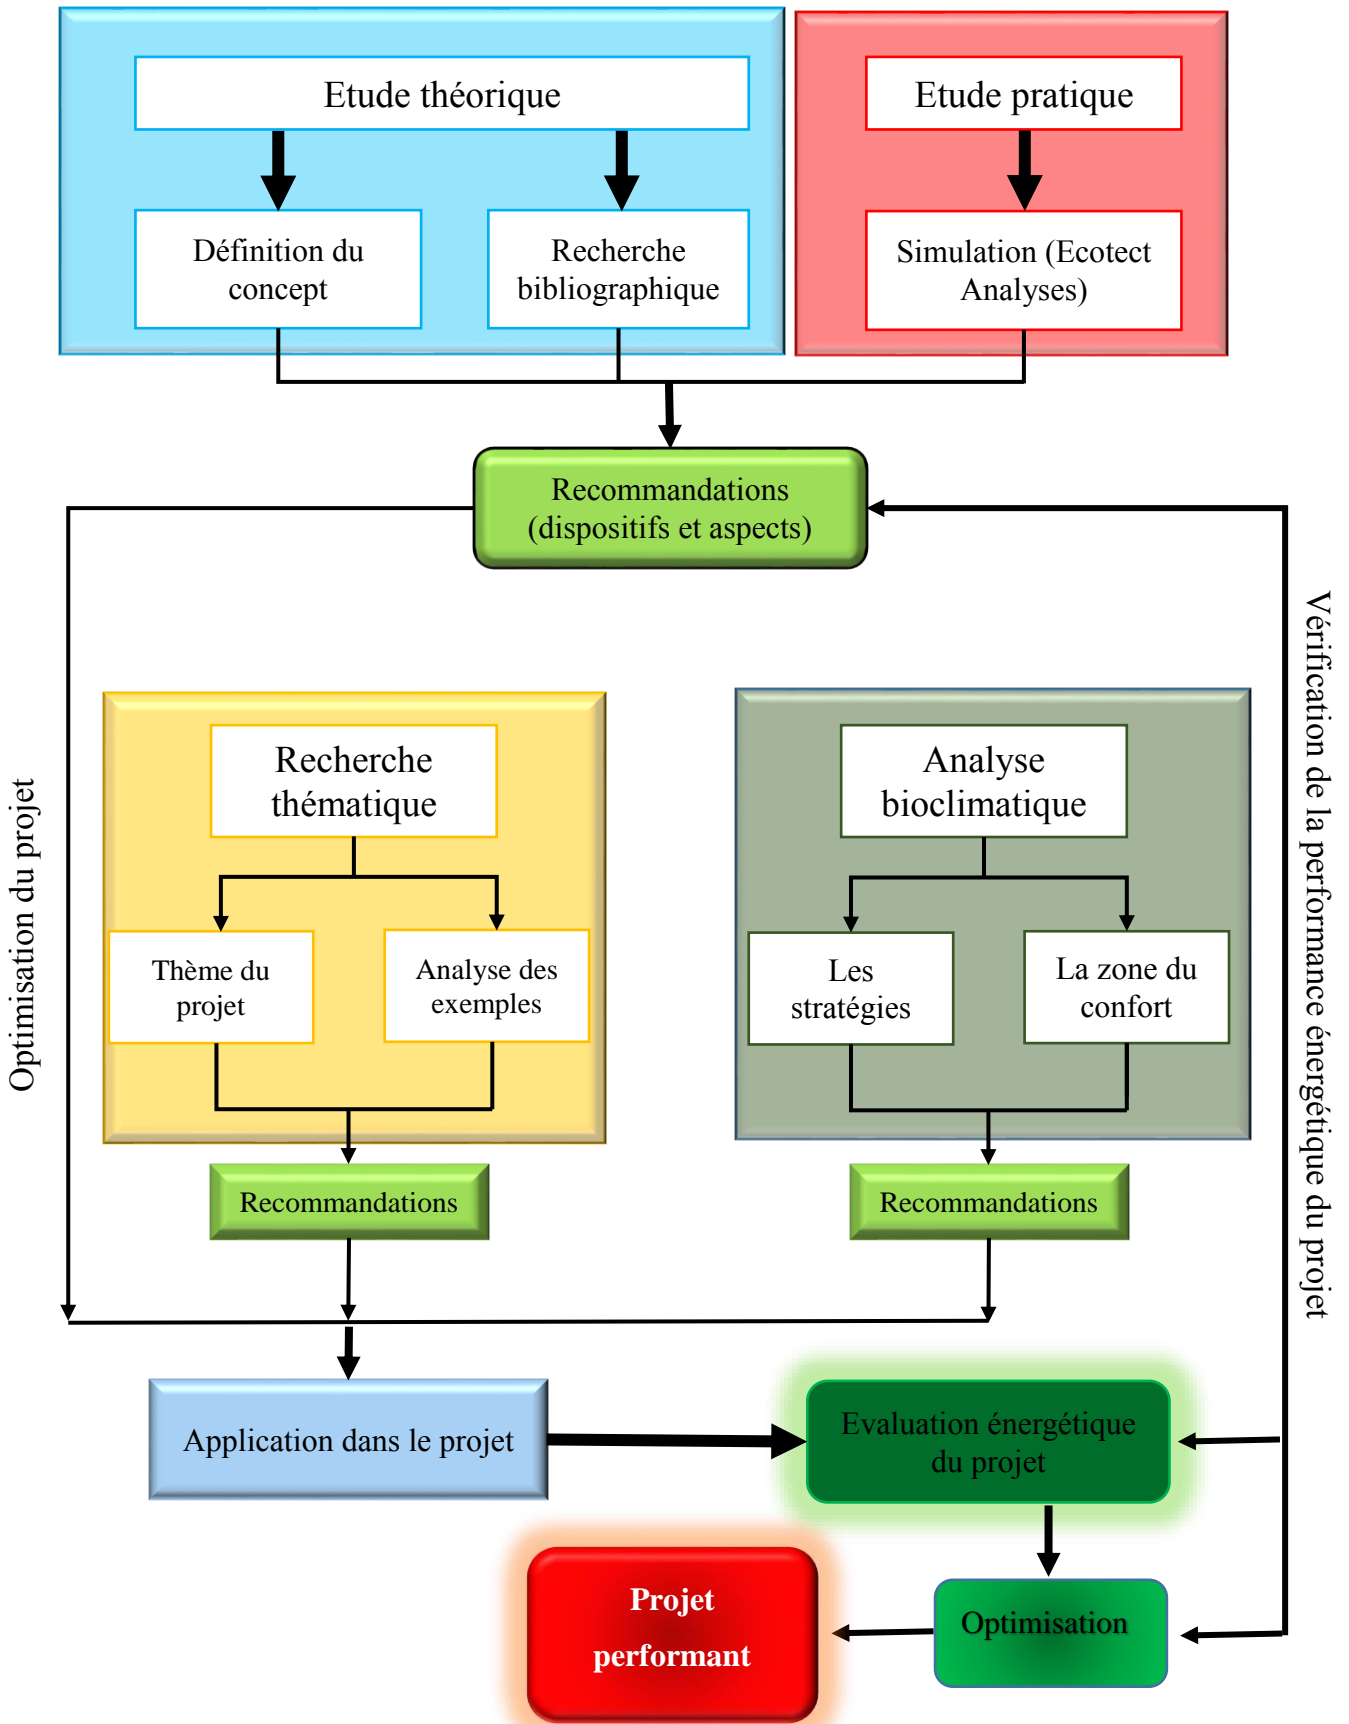 Etude théorique
Etude pratique
Définition du
concept
Recherche
bibliographique
Simulation (Ecotect
Analyses)
Recommandations
(dispositifs et aspects)
Optimisation du projet
Vérification de la performance énergétique du projet
Recherche
thématique
Analyse
bioclimatique
Thème du
projet
Analyse des
exemples
Les
stratégies
La zone du
confort
Recommandations
Recommandations
Application dans le projet
Evaluation énergétique
du projet
Projet
performant
Optimisation